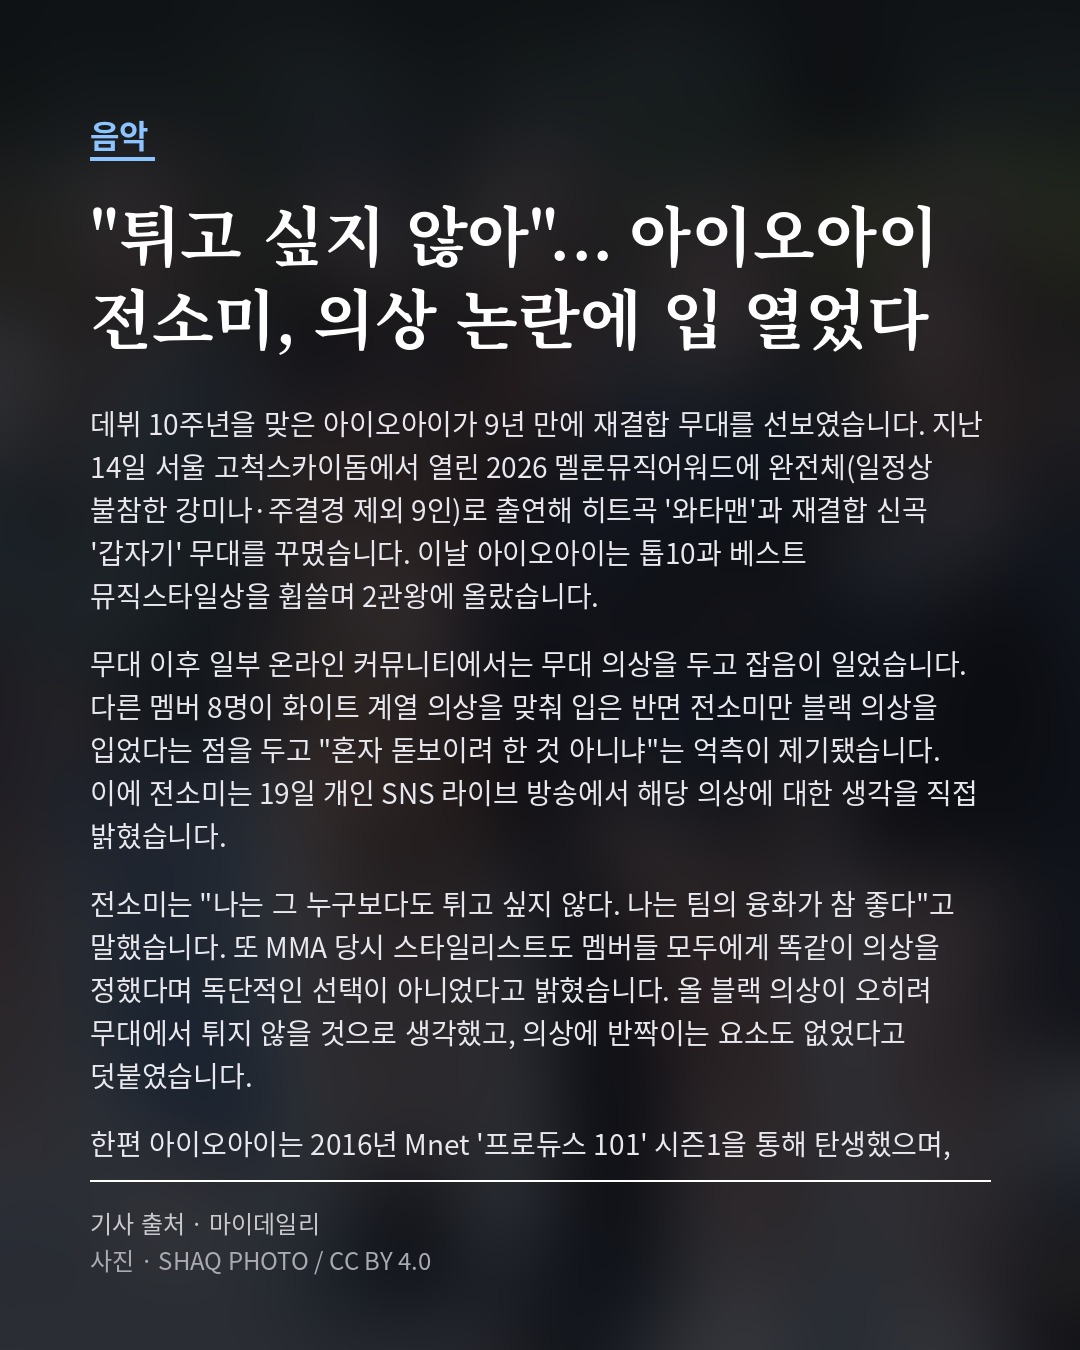 음악
"튀고 싶지 않아"... 아이오아이
전소미, 의상 논란에 입 열었다
데뷔 10주년을 맞은 아이오아이가 9년 만에 재결합 무대를 선보였습니다. 지난
14일 서울 고척스카이돔에서 열린 2026 멜론뮤직어워드에 완전체(일정상
불참한 강미나·주결경 제외 9인)로 출연해 히트곡 '와타맨'과 재결합 신곡
'갑자기' 무대를 꾸몄습니다. 이날 아이오아이는 톱10과 베스트
뮤직스타일상을 휩쓸며 2관왕에 올랐습니다.
무대 이후 일부 온라인 커뮤니티에서는 무대 의상을 두고 잡음이 일었습니다.
다른 멤버 8명이 화이트 계열 의상을 맞춰 입은 반면 전소미만 블랙 의상을
입었다는 점을 두고 "혼자 돋보이려 한 것 아니냐"는 억측이 제기됐습니다.
이에 전소미는 19일 개인 SNS 라이브 방송에서 해당 의상에 대한 생각을 직접
밝혔습니다.
전소미는 "나는 그 누구보다도 튀고 싶지 않다. 나는 팀의 융화가 참 좋다"고
말했습니다. 또 MMA 당시 스타일리스트도 멤버들 모두에게 똑같이 의상을
정했다며 독단적인 선택이 아니었다고 밝혔습니다. 올 블랙 의상이 오히려
무대에서 튀지 않을 것으로 생각했고, 의상에 반짝이는 요소도 없었다고
덧붙였습니다.
한편 아이오아이는 2016년 Mnet '프로듀스 101' 시즌1을 통해 탄생했으며,
기사 출처 · 마이데일리
사진 · SHAQ PHOTO / CC BY 4.0